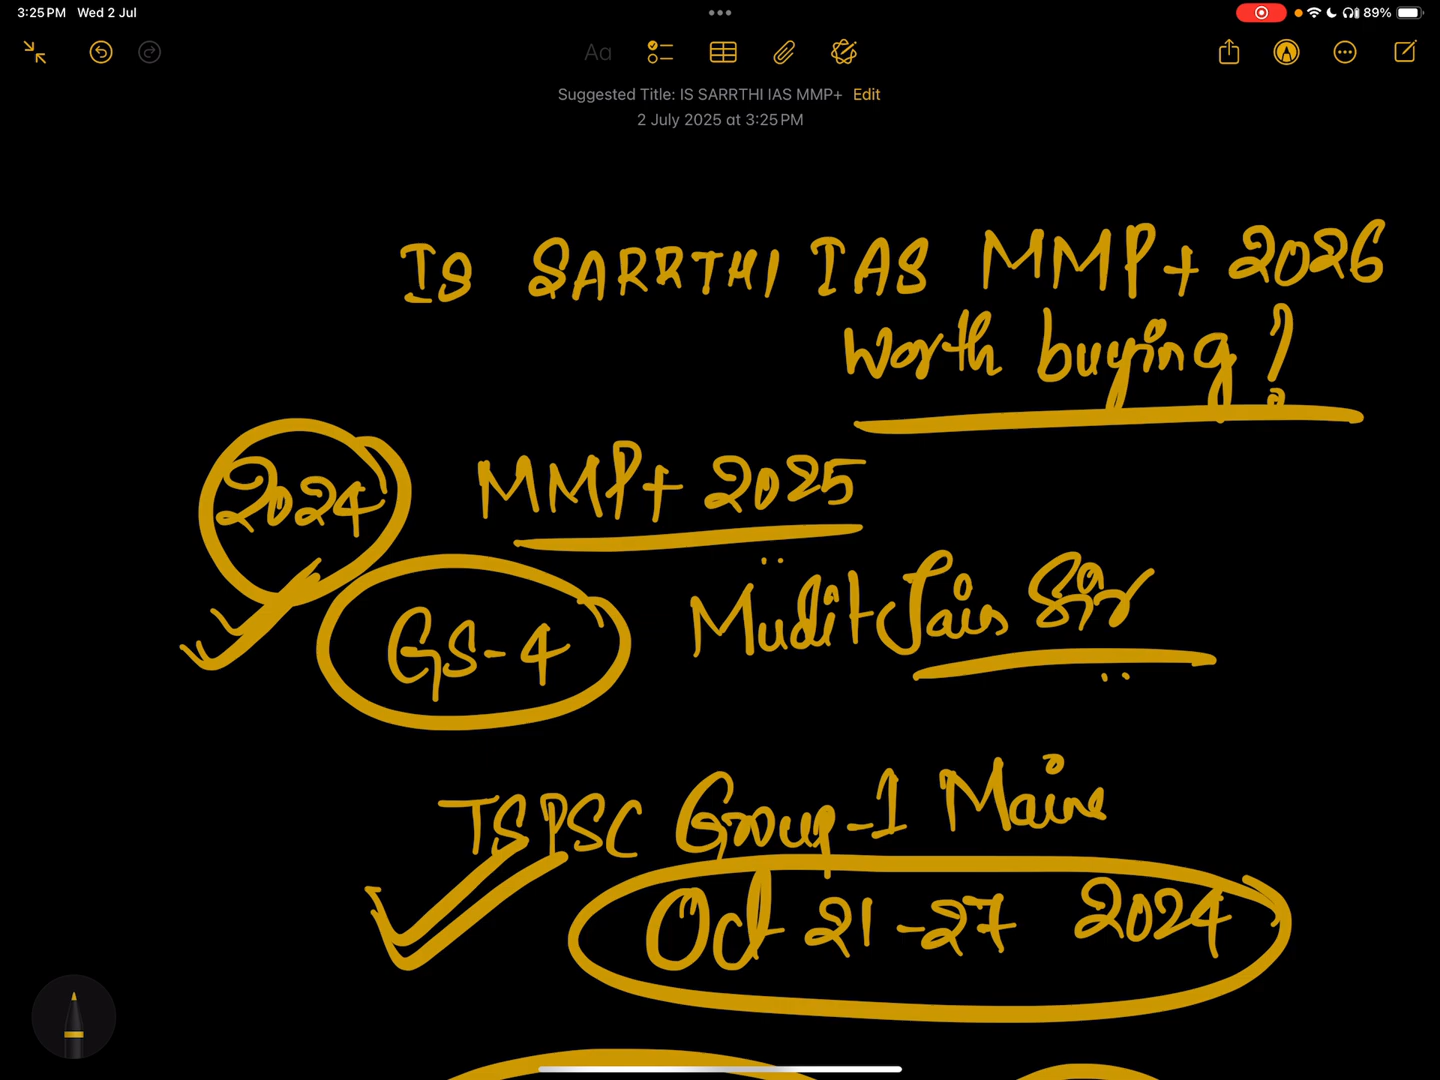 3:25 PM Wed 2 Jul
89%
Aa
Suggested Title: IS SARRTHI IAS MMP+ Edit
2 July 2025 at 3:25 PM
IS SARRTHI IAS MMP+ 2026
worth buying?
2024 MMP+ 2025
GS-4 Mudit Jain Sir
TSPSC Group-1 Mains
Oct 21-27 2024